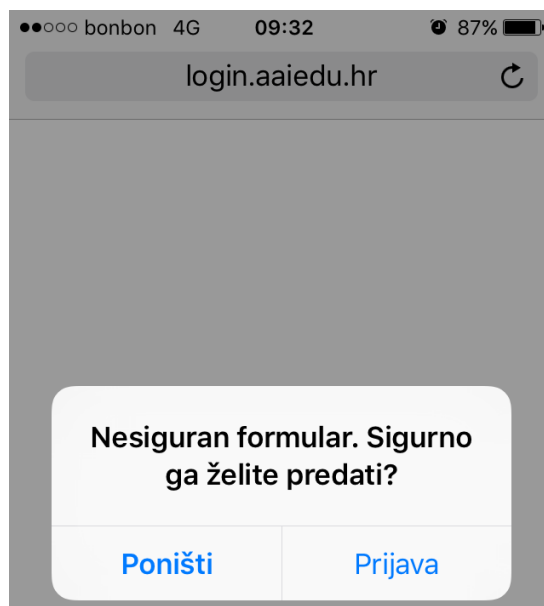 bonbon 4G 09:32 87%
login.aaiedu.hr
Nesiguran formular. Sigurno
ga želite predati?
Poništi Prijava